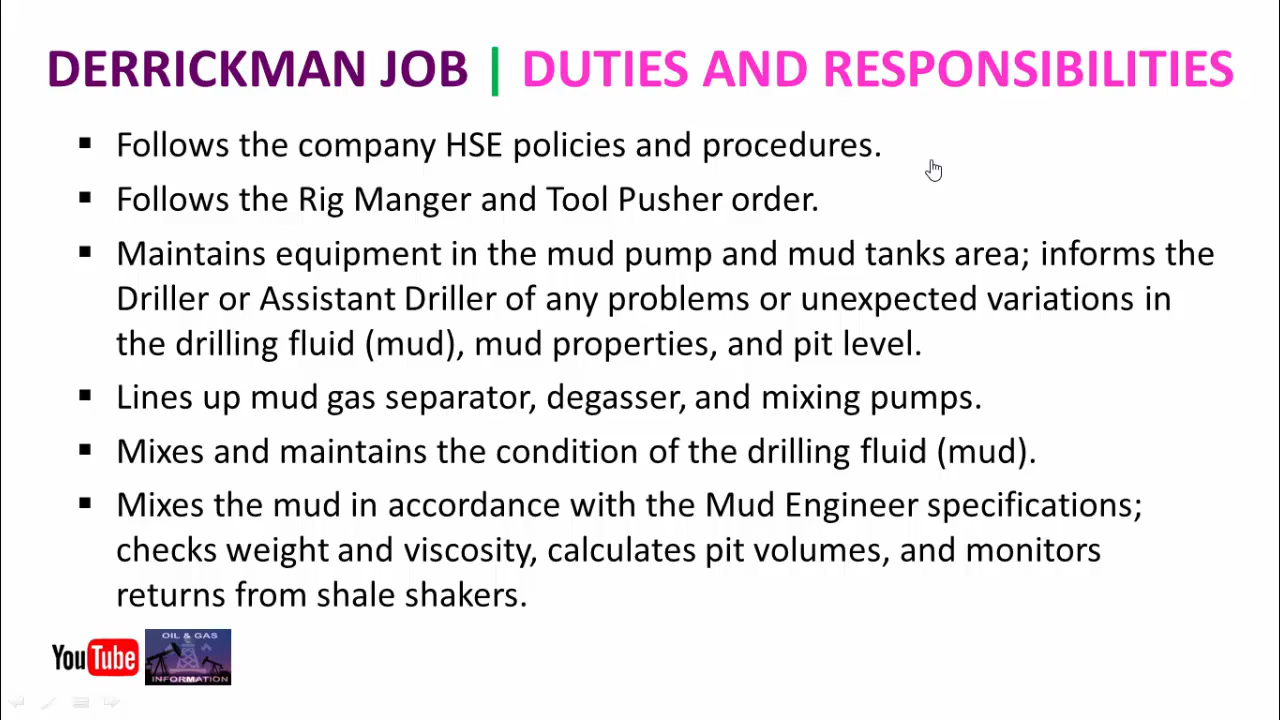 DERRICKMAN JOB | DUTIES AND RESPONSIBILITIES
▪ Follows the company HSE policies and procedures.
▪ Follows the Rig Manger and Tool Pusher order.
▪ Maintains equipment in the mud pump and mud tanks area; informs the
Driller or Assistant Driller of any problems or unexpected variations in
the drilling fluid (mud), mud properties, and pit level.
▪ Lines up mud gas separator, degasser, and mixing pumps.
▪ Mixes and maintains the condition of the drilling fluid (mud).
▪ Mixes the mud in accordance with the Mud Engineer specifications;
checks weight and viscosity, calculates pit volumes, and monitors
returns from shale shakers.
YouTube
OIL & GAS
INFORMATION